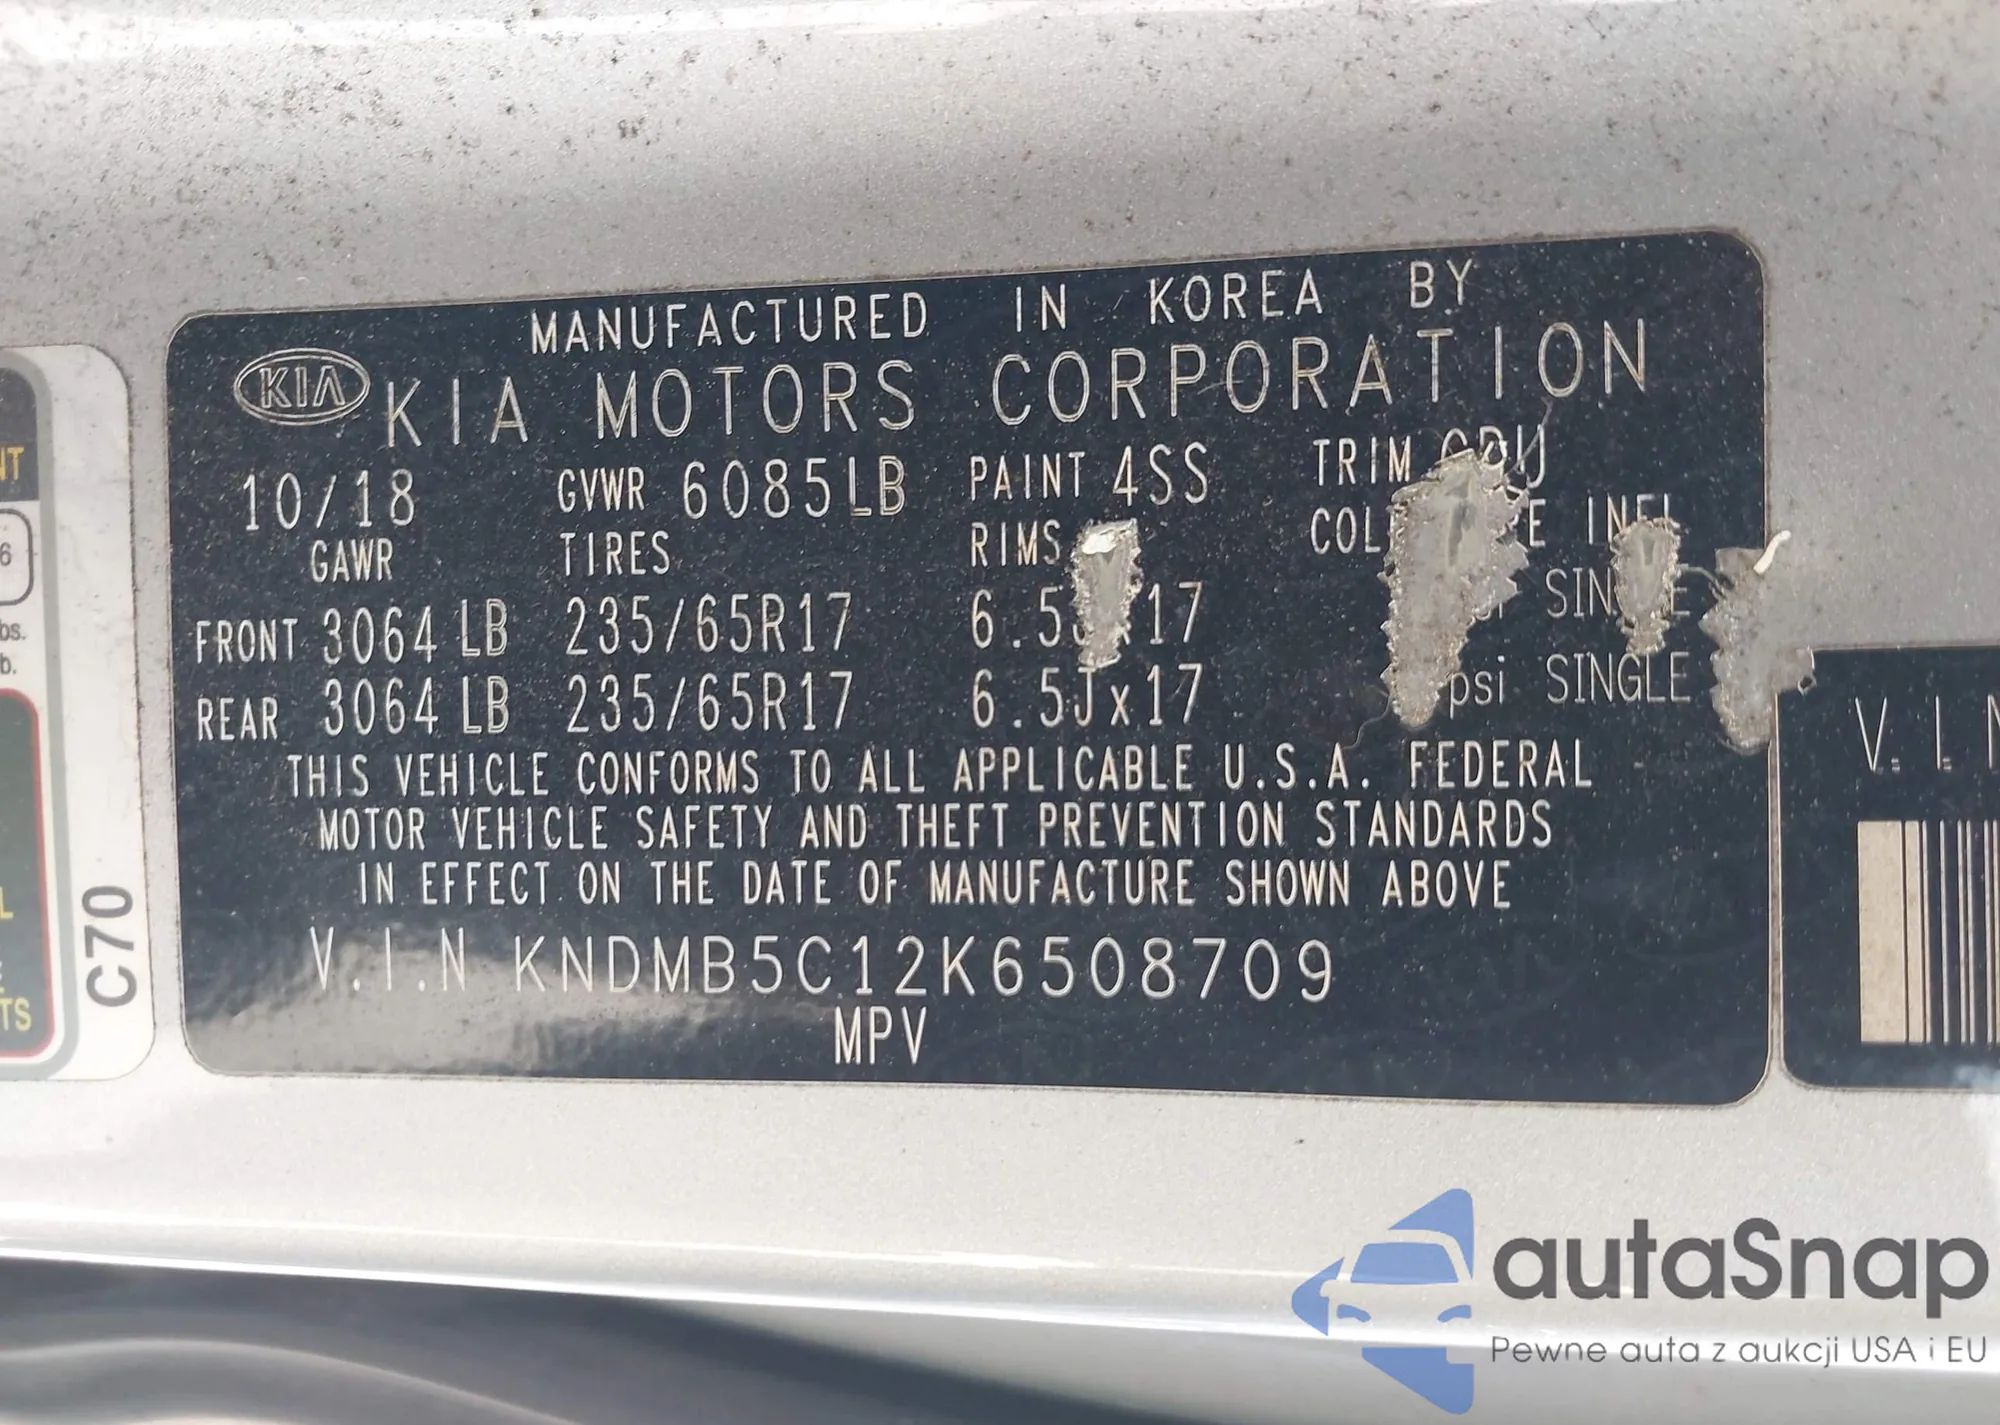 MANUFACTURED IN KOREA BY
KIA KIA MOTORS CORPORATION
10/18 GVWR 6085LB PAINT 4SS TRIM
GAWR TIRES RIMS
FRONT 3064 LB 235/65R17 17
REAR 3064 LB 235/65R17 6.5Jx17 psi SINGLE
THIS VEHICLE CONFORMS TO ALL APPLICABLE U.S.A. FEDERAL
MOTOR VEHICLE SAFETY AND THEFT PREVENTION STANDARDS
IN EFFECT ON THE DATE OF MANUFACTURE SHOWN ABOVE
V.I.N KNDMB5C12K6508709
MPV
C70
6
V.I.N
autaSnap
Pewne auta z aukcji USA i EU